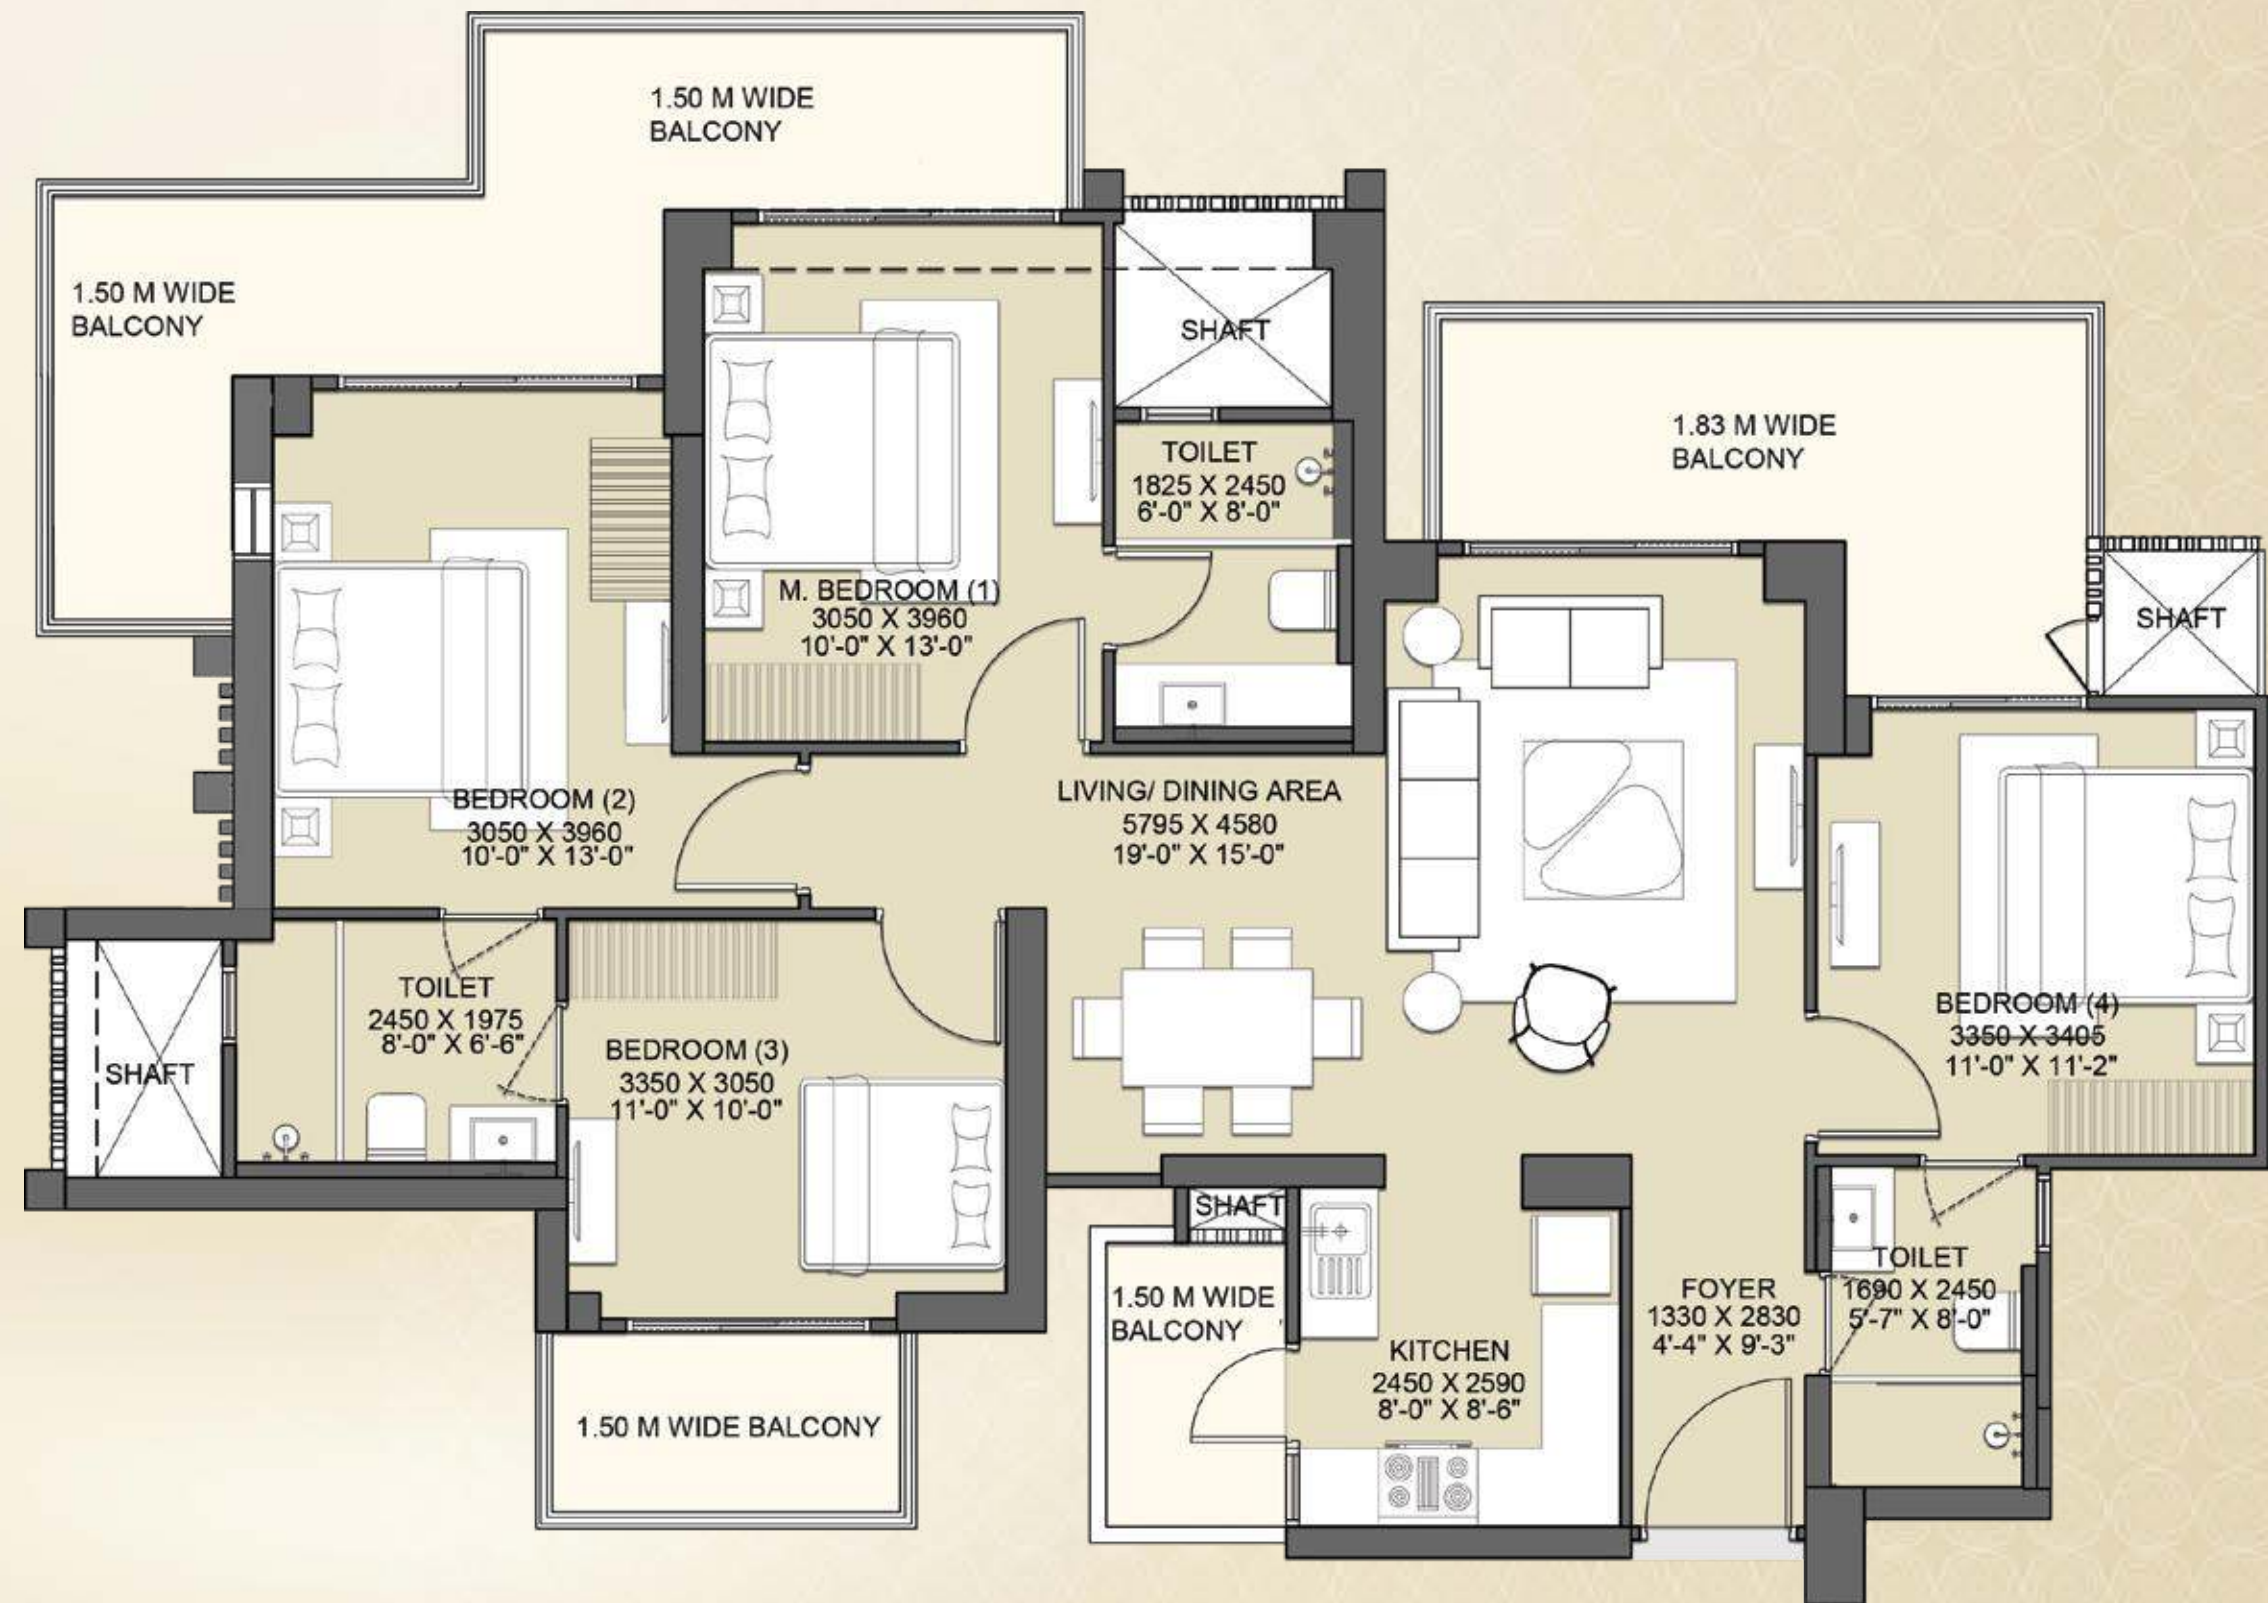 1.50 M WIDE
BALCONY
1.50 M WIDE
BALCONY
SHAFT
1.83 M WIDE
BALCONY
TOILET
1825 X 2450
6'-0" X 8'-0"
M. BEDROOM (1)
3050 X 3960
10'-0" X 13'-0"
SHAFT
BEDROOM (2)
3050 X 3960
10'-0" X 13'-0"
LIVING/ DINING AREA
5795 X 4580
19'-0" X 15'-0"
TOILET
2450 X 1975
8'-0" X 6'-6"
SHAFT
BEDROOM (3)
3350 X 3050
11'-0" X 10'-0"
BEDROOM (4)
3350 X 3405
11'-0" X 11'-2"
SHAFT
1.50 M WIDE
BALCONY
KITCHEN
2450 X 2590
8'-0" X 8'-6"
FOYER
1330 X 2830
4'-4" X 9'-3"
TOILET
1690 X 2450
5'-7" X 8'-0"
1.50 M WIDE BALCONY